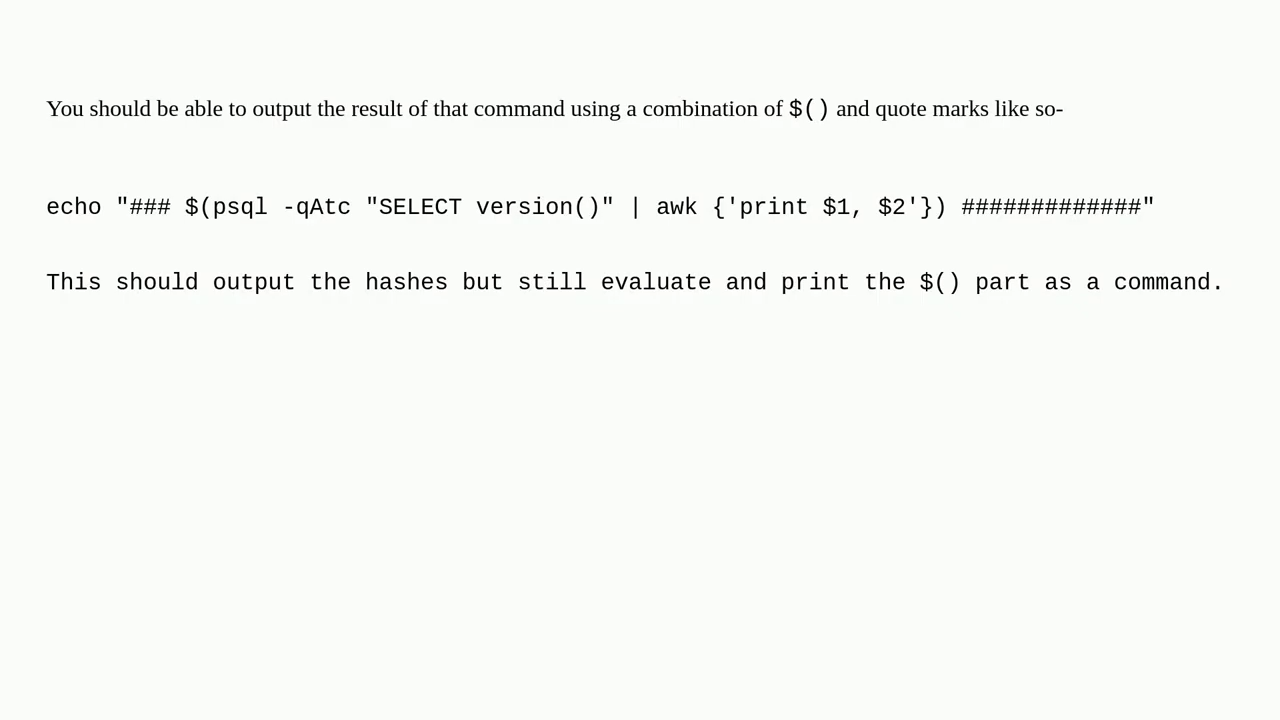 You should be able to output the result of that command using a combination of $() and quote marks like so-
echo "### $(psql -qAtc "SELECT version()" | awk {'print $1, $2'}) #############"
This should output the hashes but still evaluate and print the $() part as a command.